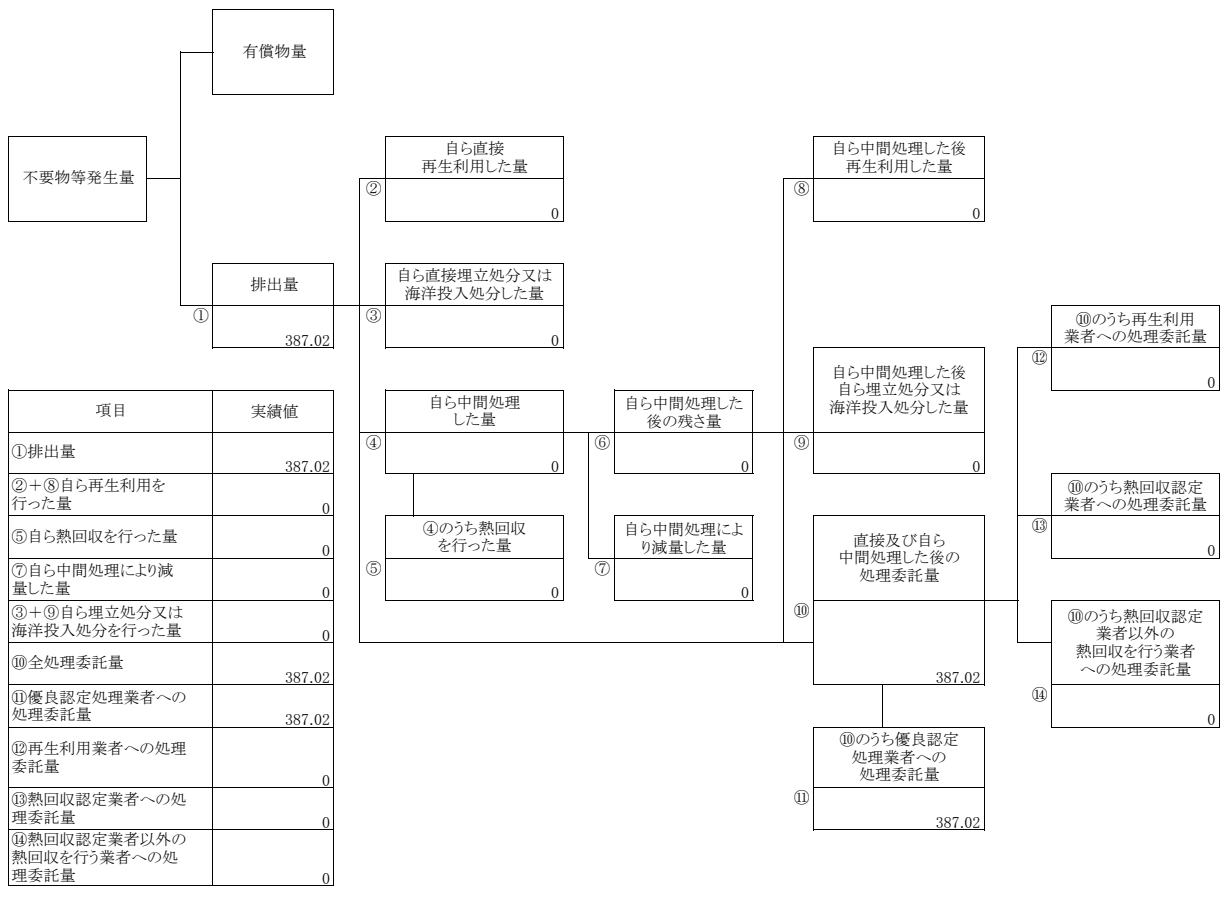 有償物量
不要物等発生量
自ら直接
再生利用した量
②
0
自ら中間処理した後
再生利用した量
⑧
0
排出量
①
387.02
自ら直接埋立処分又は
海洋投入処分した量
③
0
⑩のうち再生利用
業者への処理委託量
⑫
0
自ら中間処理した後
自ら埋立処分又は
海洋投入処分した量
⑨
0
自ら中間処理
した量
④
0
自ら中間処理した
後の残さ量
⑥
0
⑩のうち熱回収認定
業者への処理委託量
⑬
0
④のうち熱回収
を行った量
⑤
0
自ら中間処理によ
り減量した量
⑦
0
直接及び自ら
中間処理した後の
処理委託量
⑩
387.02
⑩のうち熱回収認定
業者以外の
熱回収を行う業者
への処理委託量
⑭
0
⑩のうち優良認定
処理業者への
処理委託量
⑪
387.02
項目 実績値
①排出量
387.02
②+⑧自ら再生利用を
行った量
0
⑤自ら熱回収を行った量
0
⑦自ら中間処理により減
量した量
0
③+⑨自ら埋立処分又は
海洋投入処分を行った量
0
⑩全処理委託量
387.02
⑪優良認定処理業者への
処理委託量
387.02
⑫再生利用業者への処理
委託量
0
⑬熱回収認定業者への処
理委託量
0
⑭熱回収認定業者以外の
熱回収を行う業者への処
理委託量
0